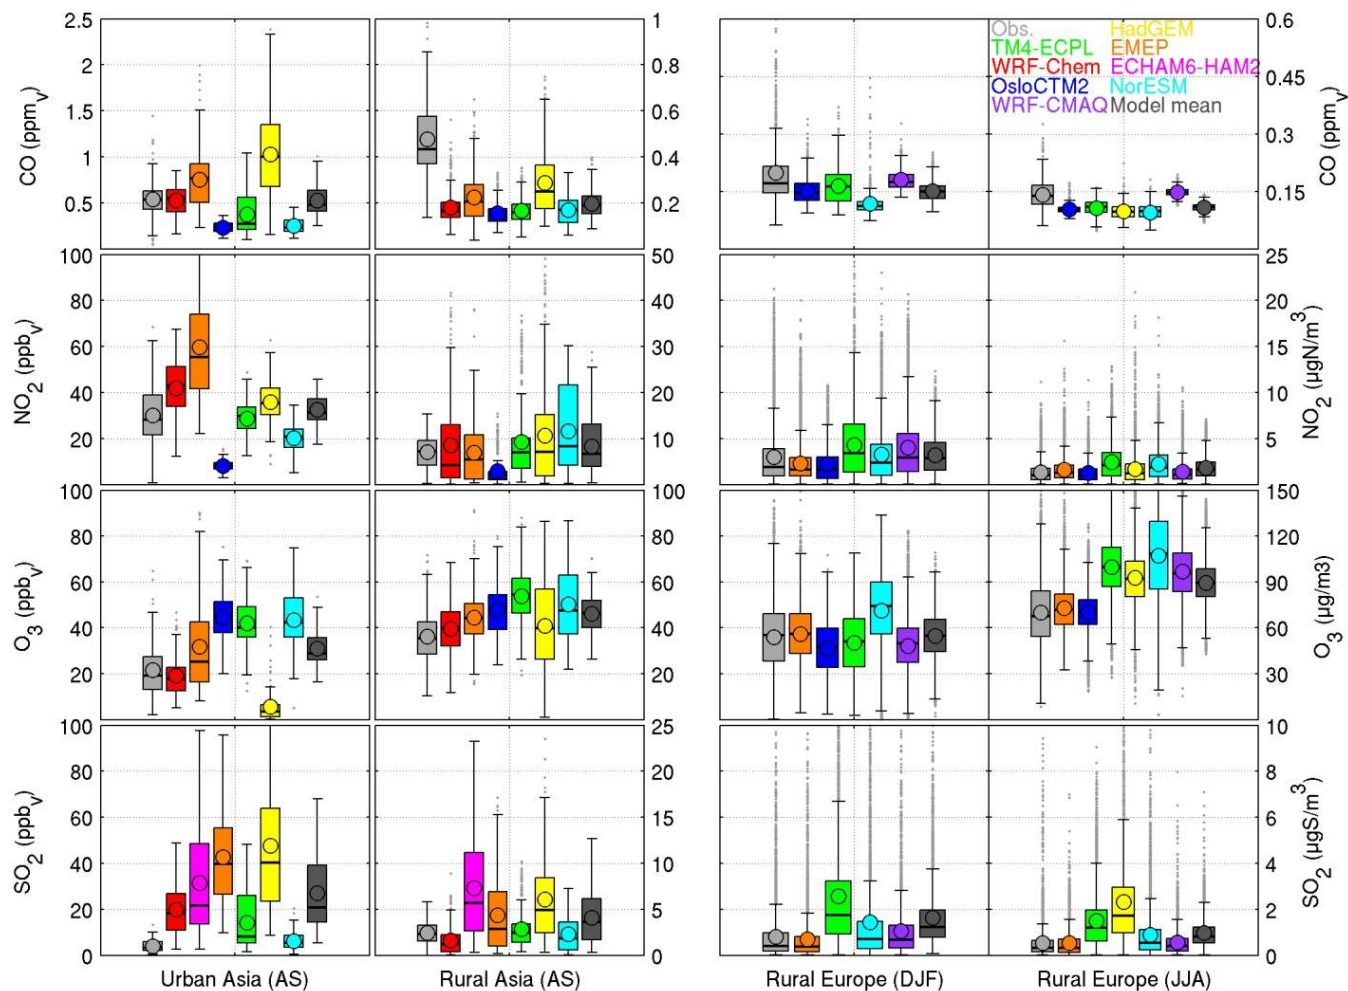 2.5 1 0.6
Obs. HadGEM
TM4-ECPL EMEP
WRF-Chem ECHAM6-HAM2
OsloCTM2 NorESM
WRF-CMAQ Model mean
2 0.8 0.45
1.5 0.6
1 0.4 0.3
0.5 0.2 0.15
CO (ppmv) CO (ppmv)
100 50 25
80 40 20
60 30 15
40 20 10
20 10 5
NO2 (ppbv) NO2 (µgN/m3)
100 100 150
80 80 120
60 60 90
40 40 60
20 20 30
O3 (ppbv) O3 (µg/m3)
100 25 10
80 20 8
60 15 6
40 10 4
20 5 2
0 0 0
SO2 (ppbv) SO2 (µgS/m3)
Urban Asia (AS) Rural Asia (AS) Rural Europe (DJF) Rural Europe (JJA)